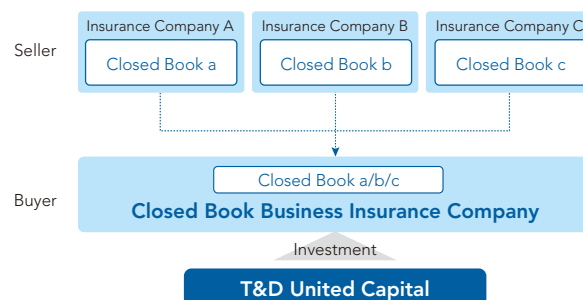 Insurance Company A
Insurance Company B
Insurance Company C
Seller
Closed Book a
Closed Book b
Closed Book c
Closed Book a/b/c
Buyer
Closed Book Business Insurance Company
Investment
T&D United Capital